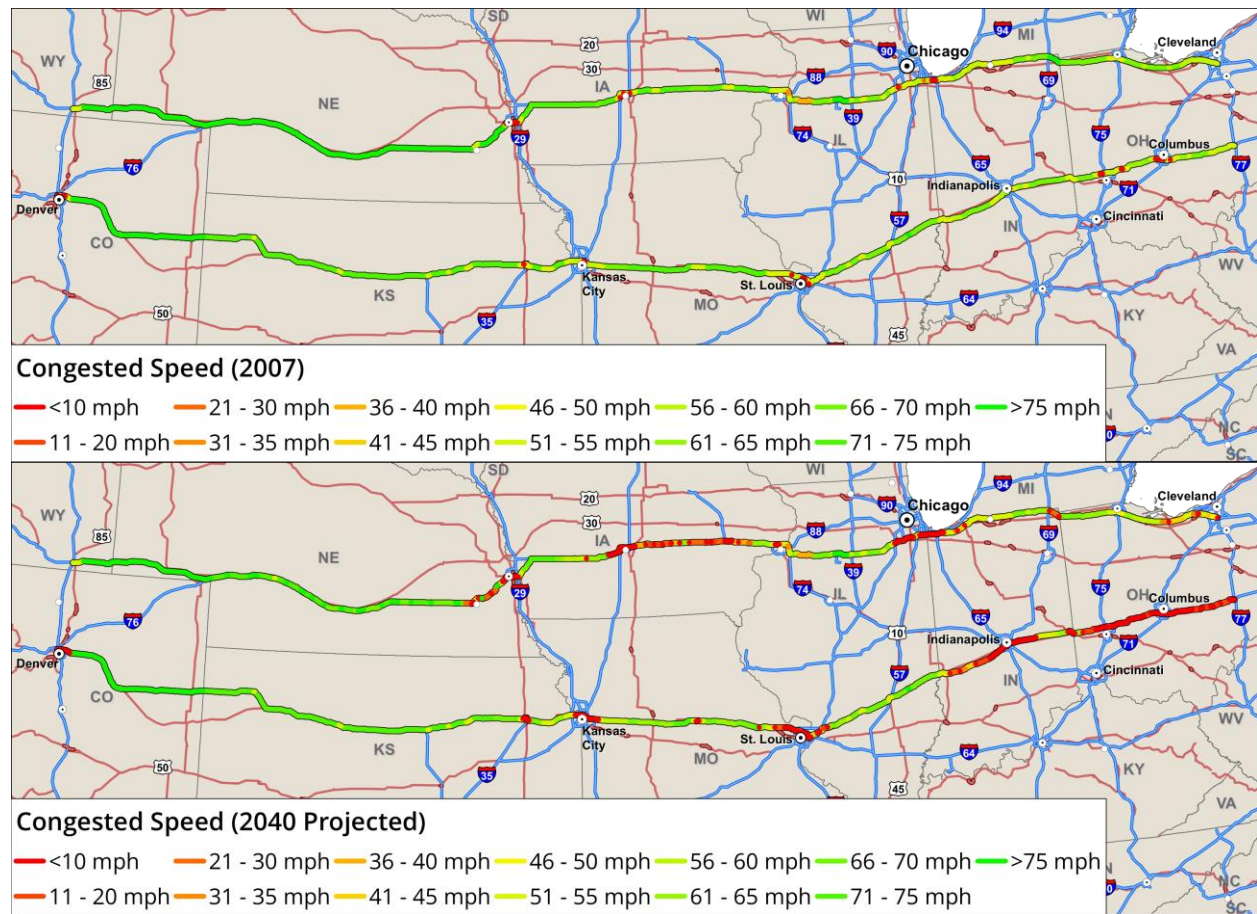 SD
WI
94
MI
Cleveland
WY
20
90
Chicago
85
30
88
69
NE
IA
39
75
OH
Columbus
29
74
IL
76
65
77
10
Indianapolis
71
Denver
57
Cincinnati
CO
IN
Kansas
City
WV
KS
St. Louis
MO
64
50
35
KY
45
VA
Congested Speed (2007)
<10 mph 21 - 30 mph 36 - 40 mph 46 - 50 mph 56 - 60 mph 66 - 70 mph >75 mph
11 - 20 mph 31 - 35 mph 41 - 45 mph 51 - 55 mph 61 - 65 mph 71 - 75 mph
NC
SC
SD
WI
94
MI
Cleveland
WY
20
90
Chicago
85
30
88
69
NE
IA
39
75
OH
Columbus
29
74
IL
76
65
77
10
Indianapolis
71
Denver
57
Cincinnati
CO
IN
Kansas
City
WV
KS
St. Louis
MO
64
50
35
KY
45
VA
Congested Speed (2040 Projected)
<10 mph 21 - 30 mph 36 - 40 mph 46 - 50 mph 56 - 60 mph 66 - 70 mph >75 mph
11 - 20 mph 31 - 35 mph 41 - 45 mph 51 - 55 mph 61 - 65 mph 71 - 75 mph
NC
SC